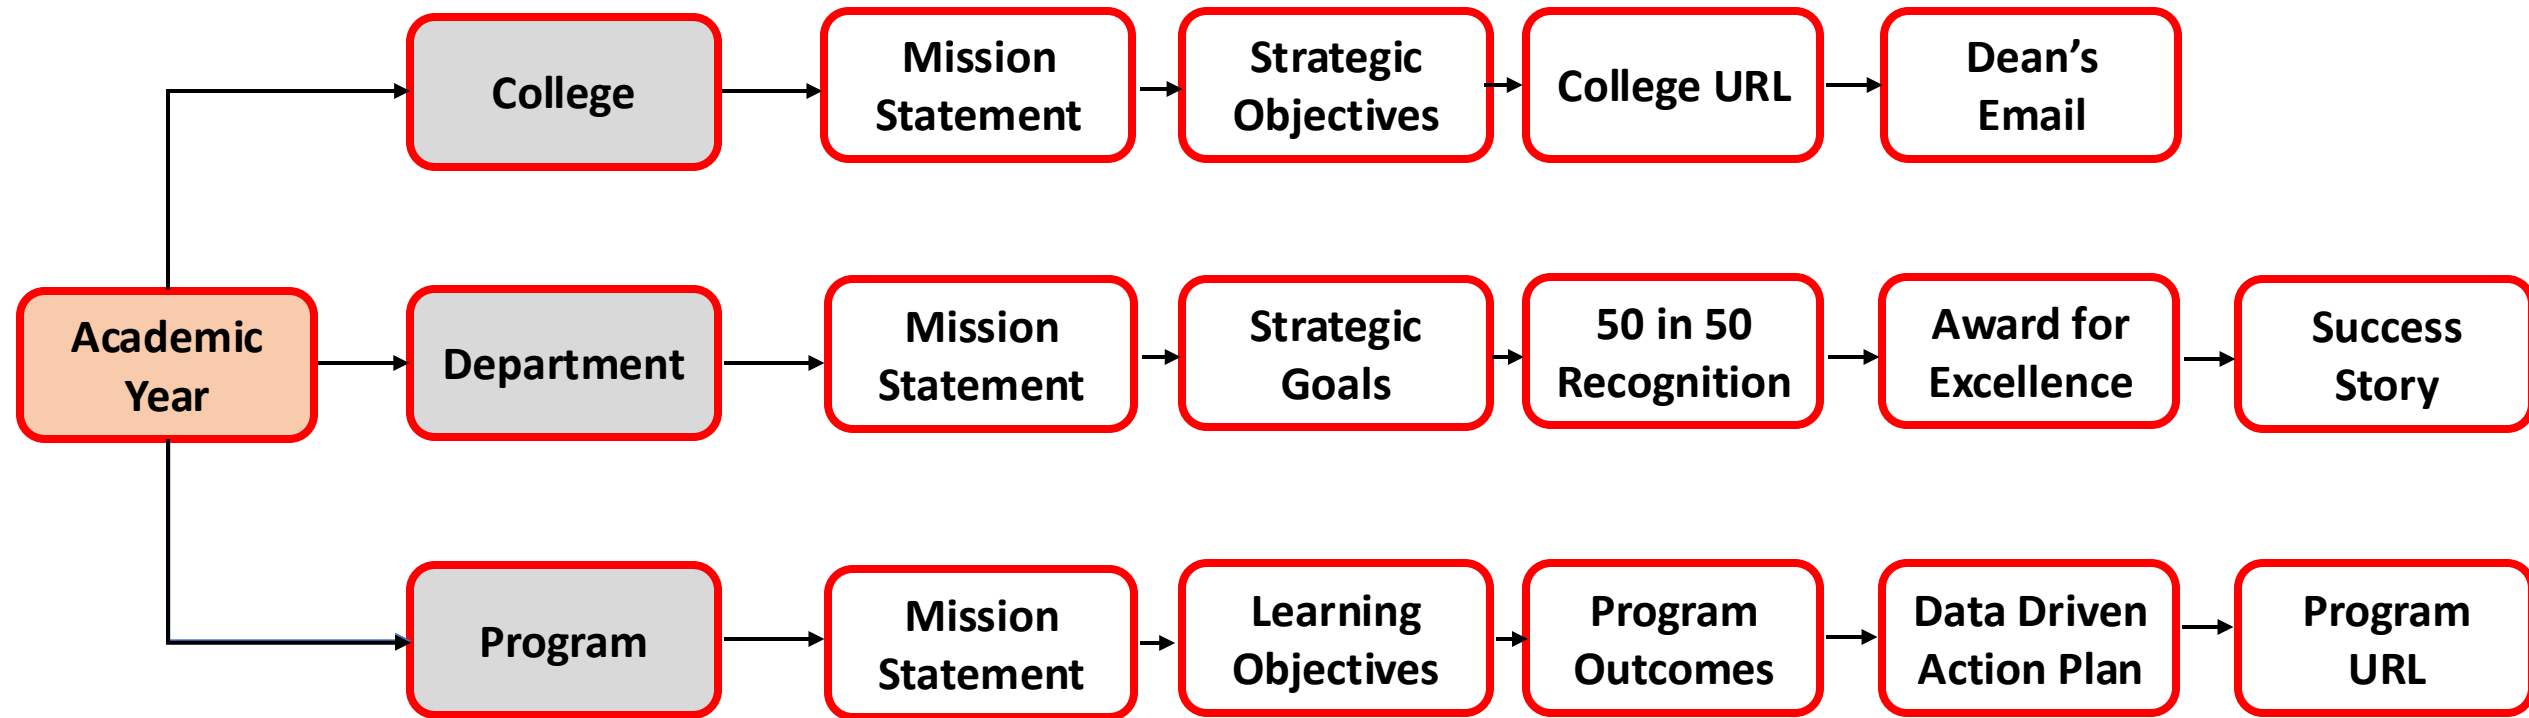 College
Mission
Statement
Strategic
Objectives
College URL
Dean’s
Email
Academic
Year
Department
Mission
Statement
Strategic
Goals
50 in 50
Recognition
Award for
Excellence
Success
Story
Program
Mission
Statement
Learning
Objectives
Program
Outcomes
Data Driven
Action Plan
Program
URL